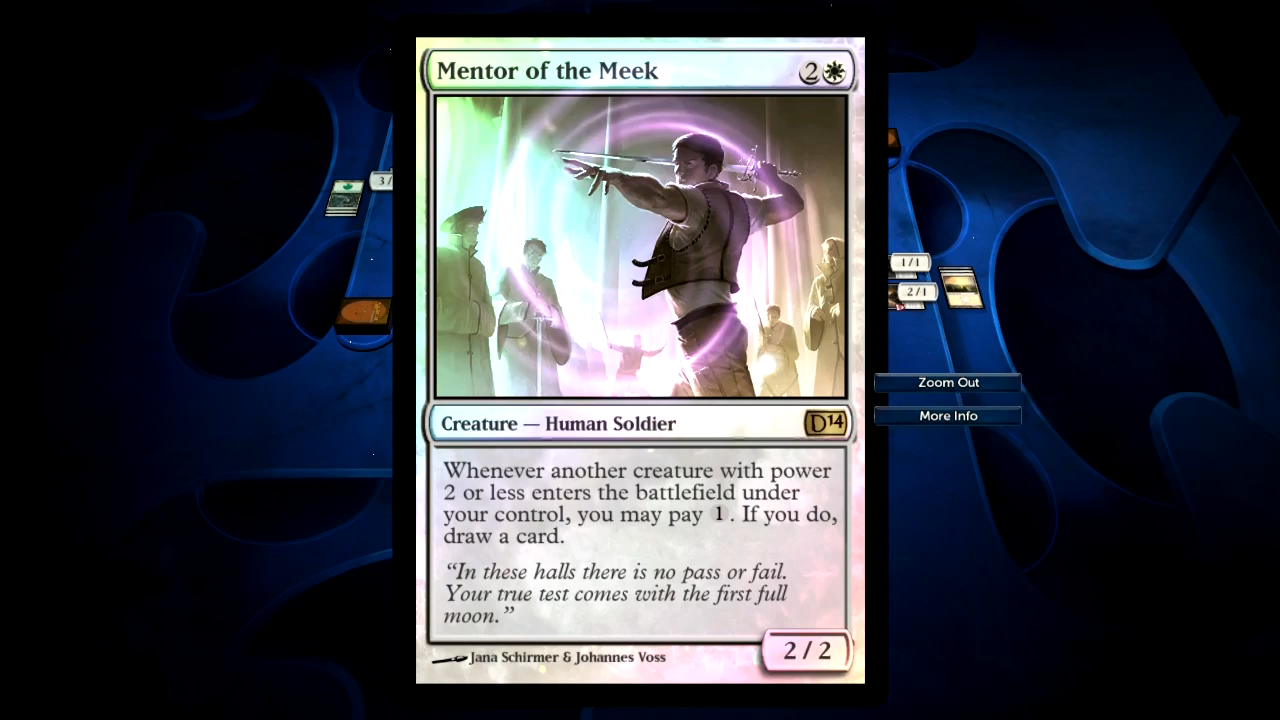 Mentor of the Meek 2
3/
1/1
2/1
Zoom Out
More Info
Creature — Human Soldier D14
Whenever another creature with power
2 or less enters the battlefield under
your control, you may pay 1. If you do,
draw a card.
“In these halls there is no pass or fail.
Your true test comes with the first full
moon.”
2/2
Jana Schirmer & Johannes Voss